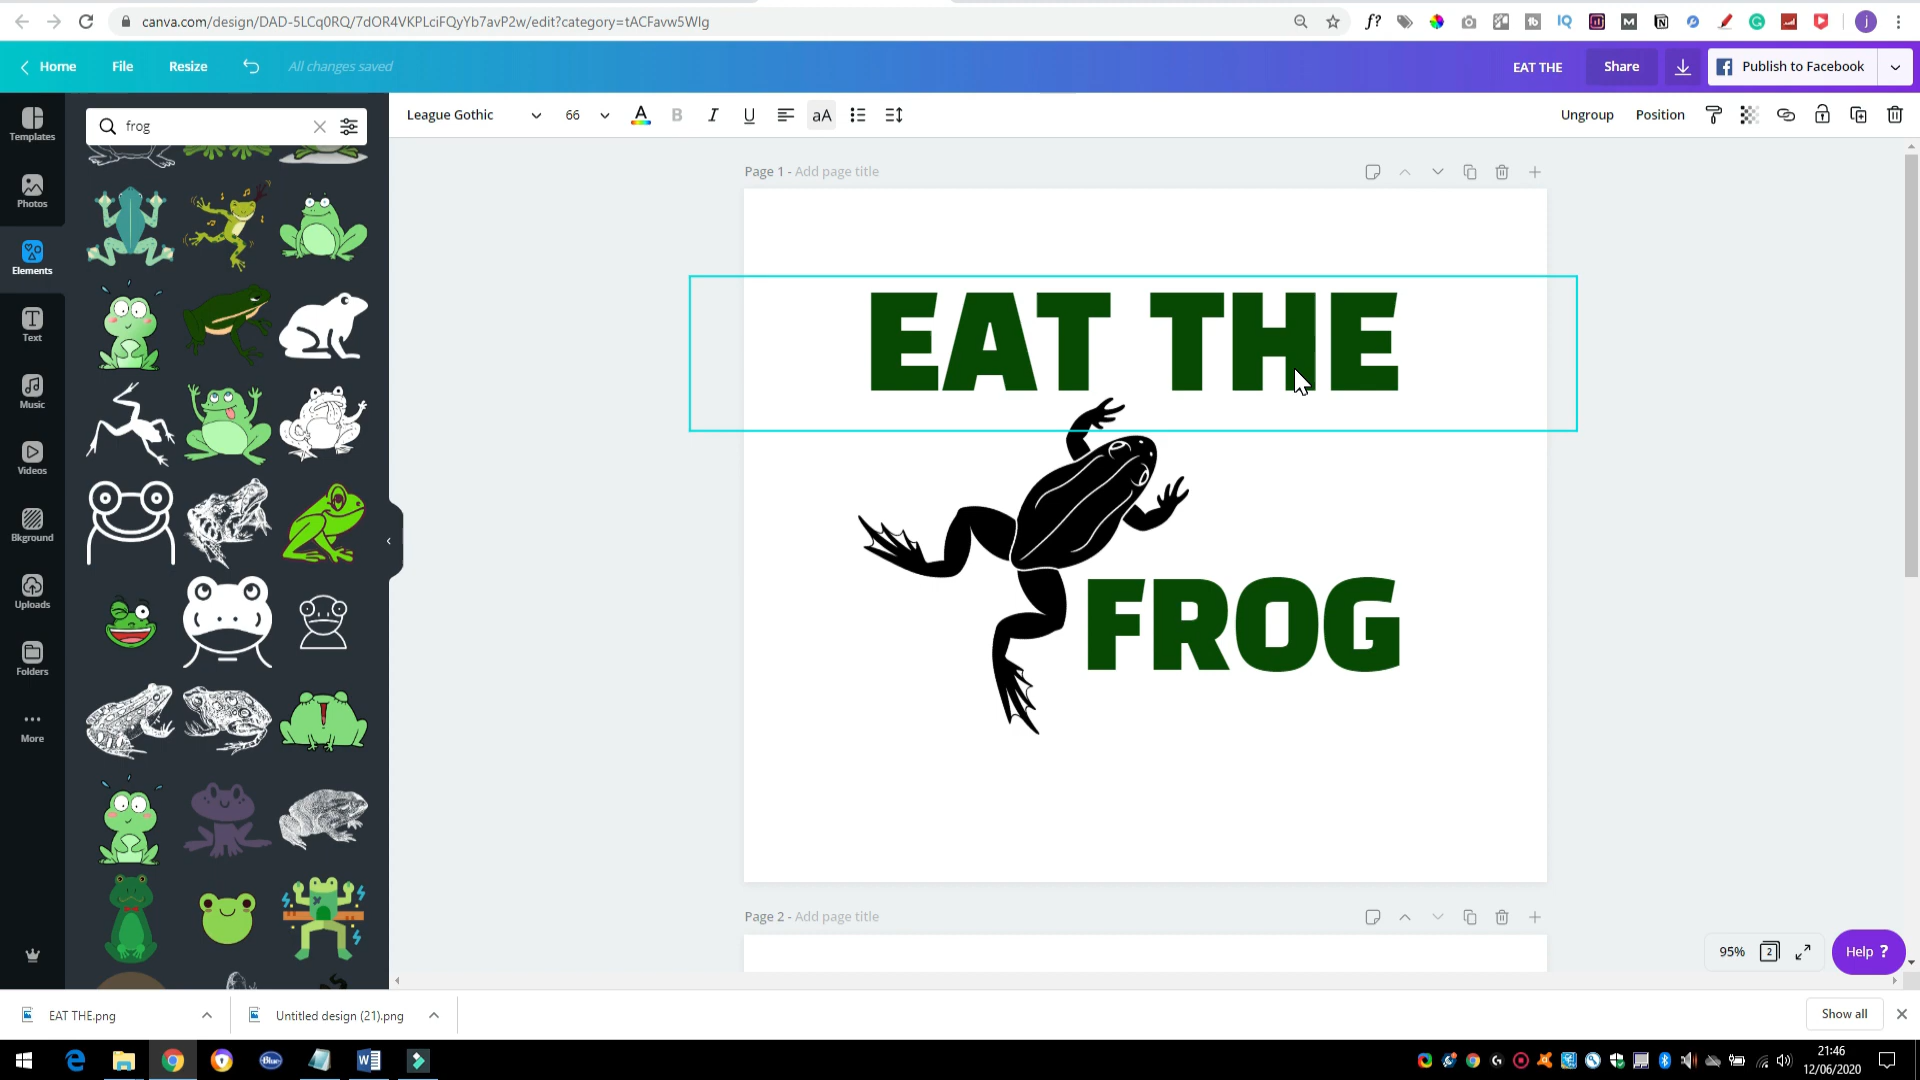 canva.com/design/DAD-5LCq0RQ/7dOR4VKPLciFQyYb7avP2w/edit?category=tACFavw5WIg
Home File Resize All changes saved EAT THE Share Publish to Facebook
frog
League Gothic 66 B I U aA Ungroup Position
Templates
Photos
Elements
Text
Music
Videos
Bkground
Uploads
Folders
More
Page 1 - Add page title
EAT THE
FROG
Page 2 - Add page title
95% 2 Help ?
EAT THE.png Untitled design (21).png Show all
21:46
12/06/2020